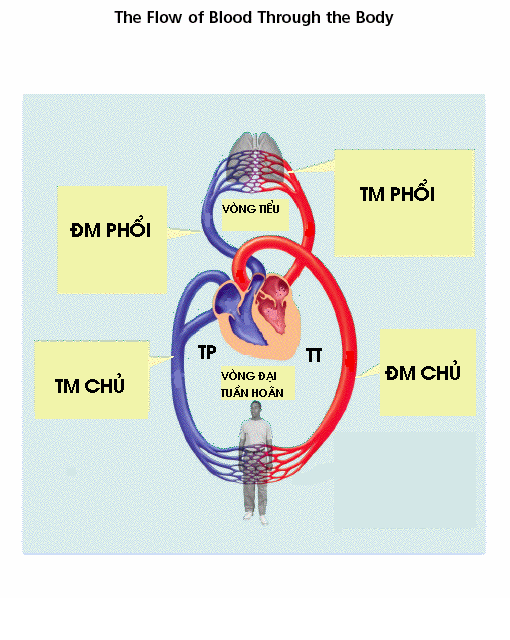 The Flow of Blood Through the Body
TM PHỔI
VÒNG TIỂU
ĐM PHỔI
TP
TT
VÒNG ĐẠI
TUẦN HOÀN
TM CHỦ
ĐM CHỦ